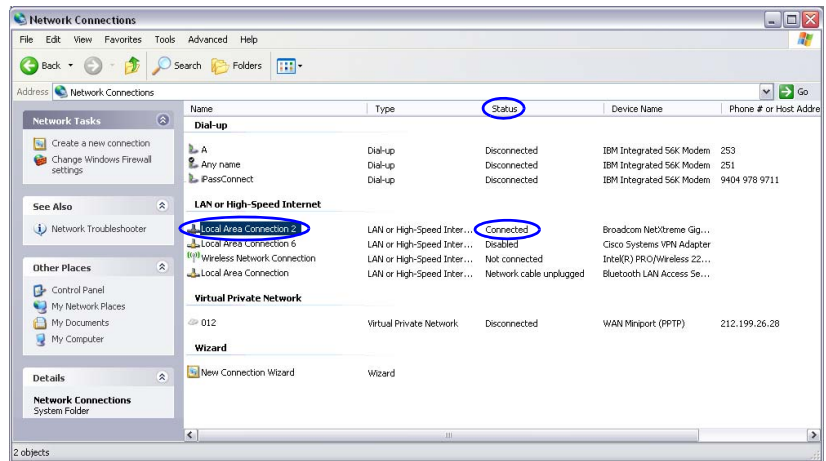 Network Connections
File Edit View Favorites Tools Advanced Help
Back Search Folders
Address Network Connections Go
Network Tasks
Create a new connection
Change Windows Firewall
settings
See Also
Network Troubleshooter
Other Places
Control Panel
My Network Places
My Documents
My Computer
Details
Network Connections
System Folder
Name Type Status Device Name Phone # or Host Addre
Dial-up
A Dial-up Disconnected IBM Integrated 56K Modem 253
Any name Dial-up Disconnected IBM Integrated 56K Modem 251
iPassConnect Dial-up Disconnected IBM Integrated 56K Modem 9404 978 9711
LAN or High-Speed Internet
Local Area Connection 2 LAN or High-Speed Inter... Connected Broadcom NetXtreme Gig...
Local Area Connection 6 LAN or High-Speed Inter... Disabled Cisco Systems VPN Adapter
Wireless Network Connection LAN or High-Speed Inter... Not connected Intel(R) PRO/Wireless 22...
Local Area Connection LAN or High-Speed Inter... Network cable unplugged Bluetooth LAN Access Se...
Virtual Private Network
012 Virtual Private Network Disconnected WAN Miniport (PPTP) 212.199.26.28
Wizard
New Connection Wizard Wizard
2 objects